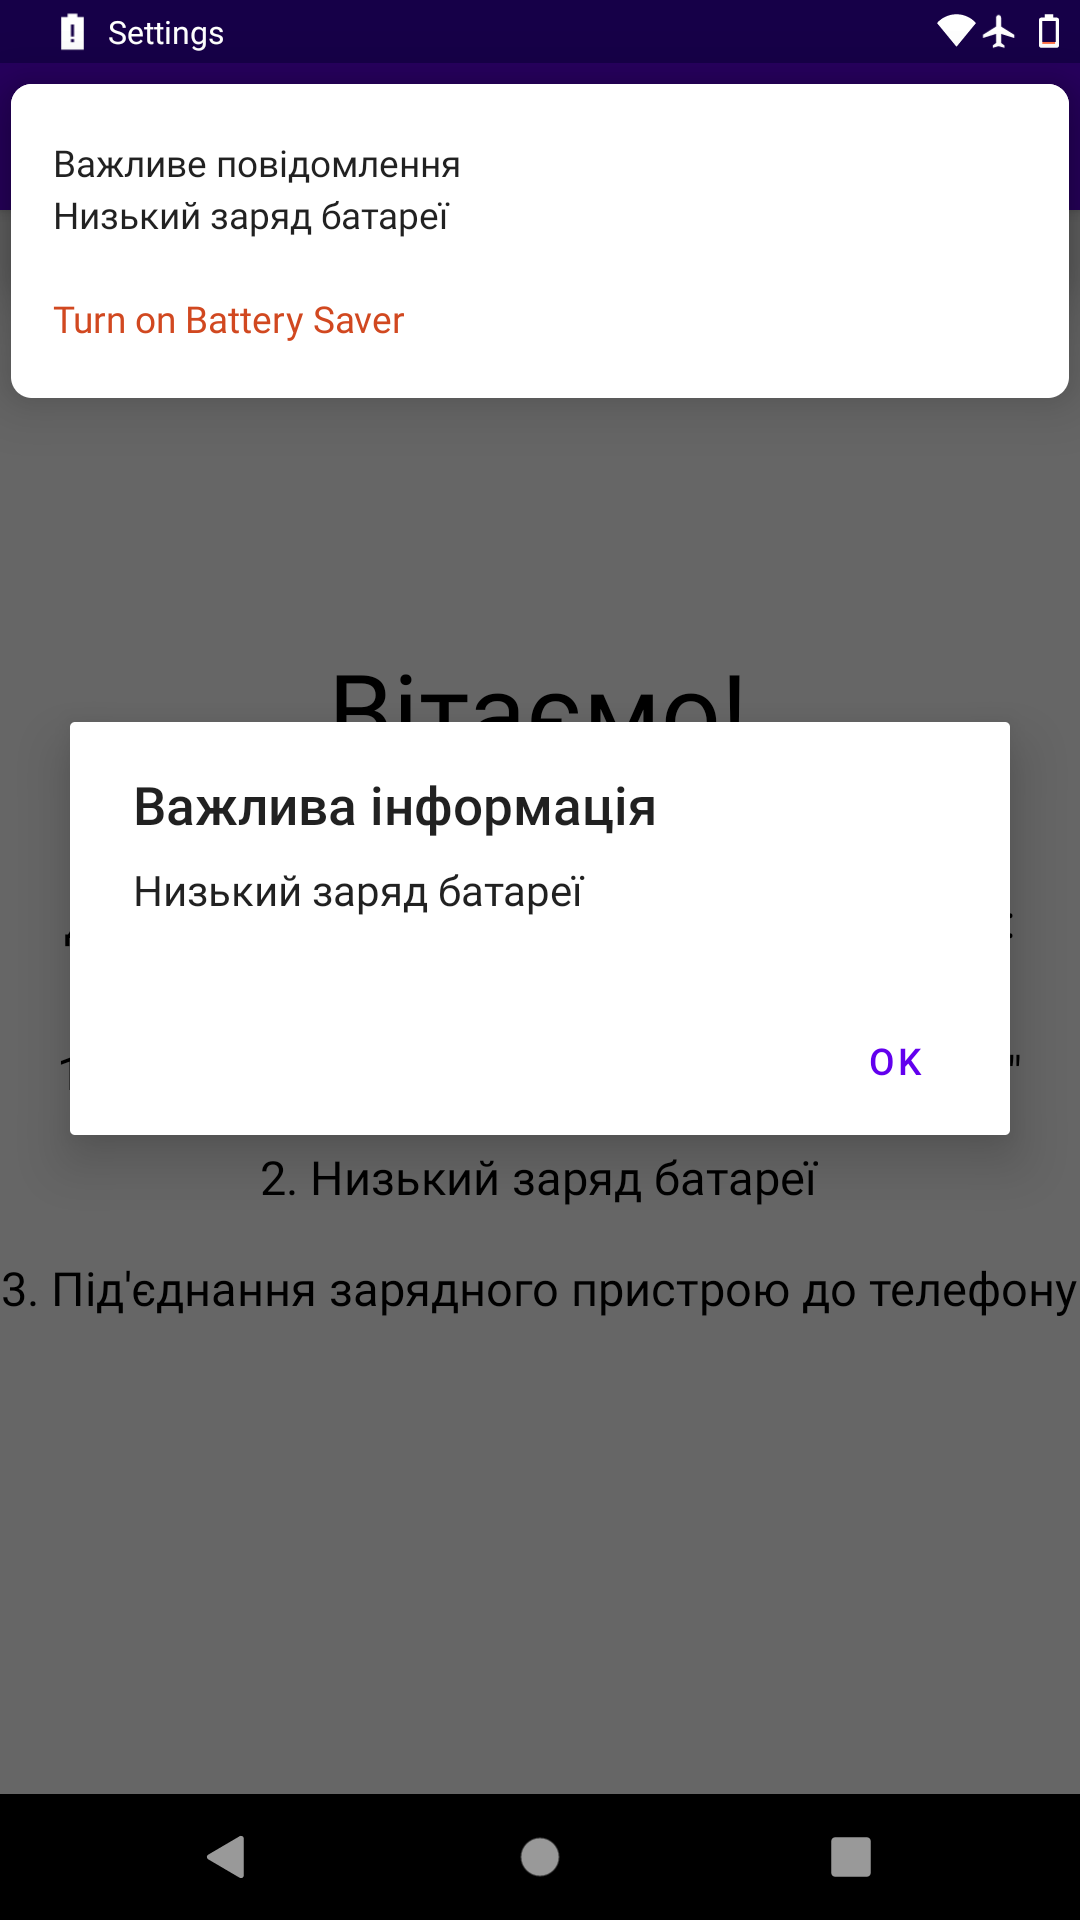 Settings
Важливе повідомлення
Низький заряд батареї
Turn on Battery Saver
Вітаємо!
Важлива інформація
Низький заряд батареї
OK
2. Низький заряд батареї
3. Під'єднання зарядного пристрою до телефону